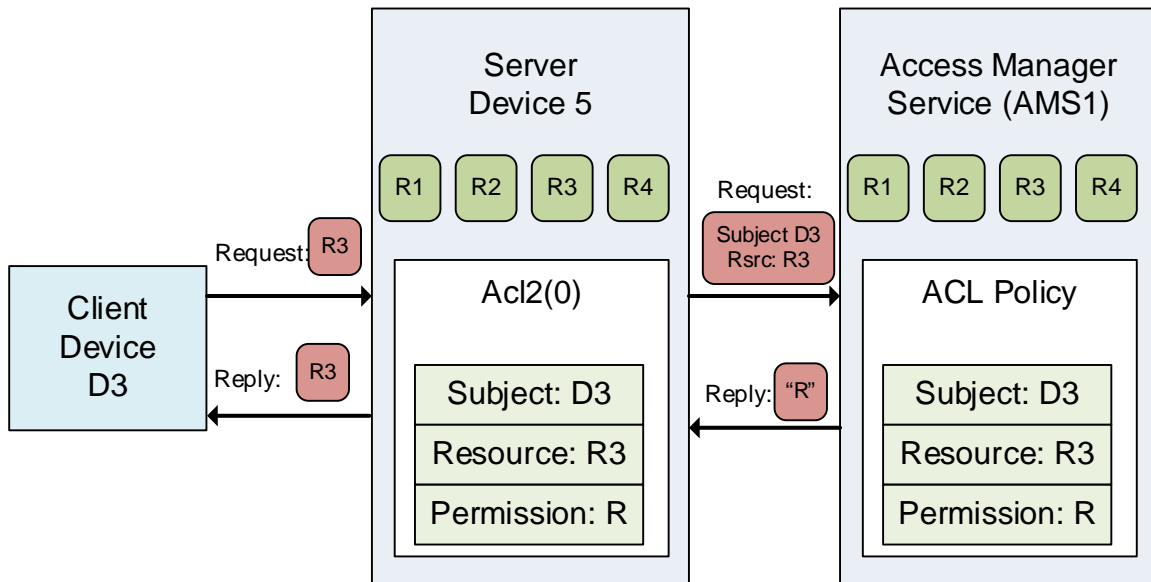 Server
Device 5
Access Manager
Service (AMS1)
R1
R2
R3
R4
Request:
R1
R2
R3
R4
Request:
R3
Subject D3
Rsrc: R3
Client
Device
D3
Acl2(0)
ACL Policy
Reply:
R3
Reply:
“R”
Subject: D3
Resource: R3
Permission: R
Subject: D3
Resource: R3
Permission: R